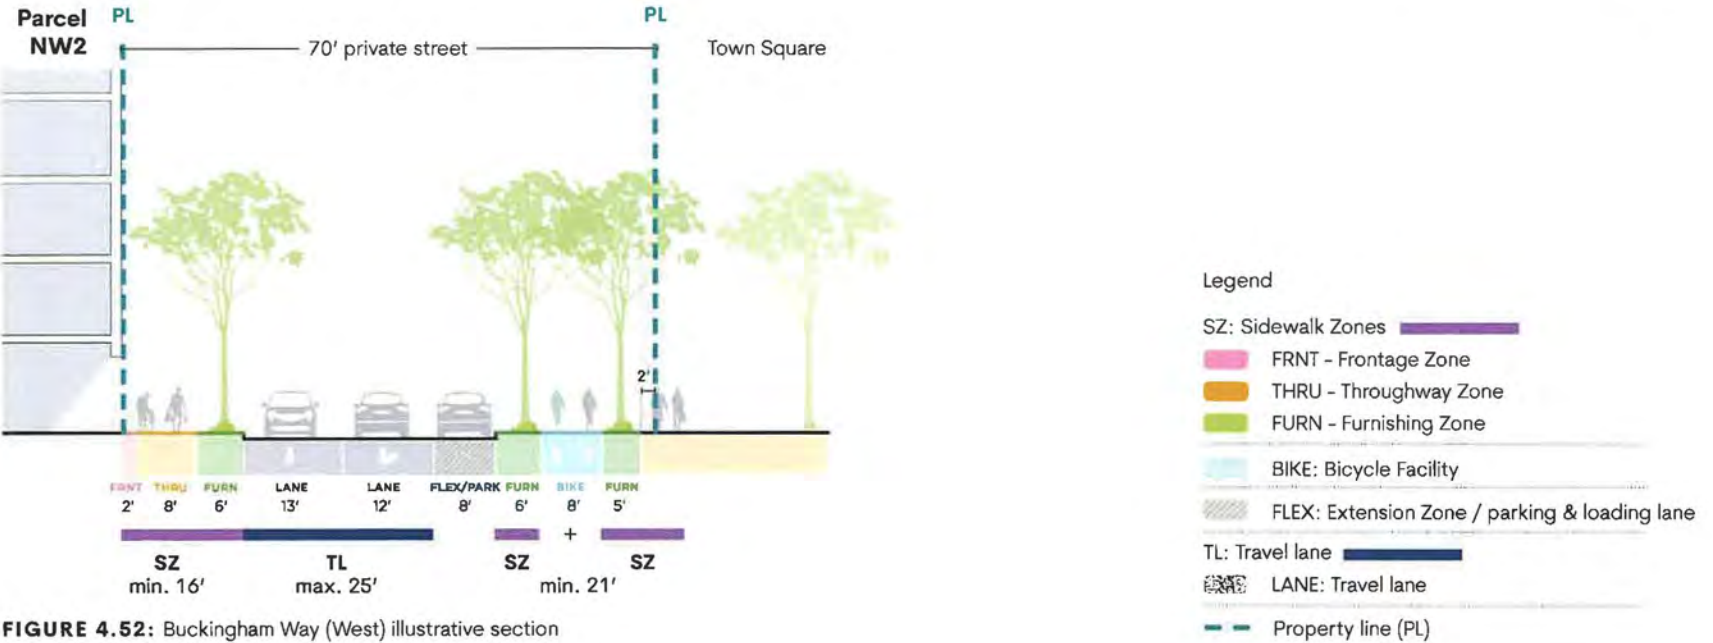 Parcel
NW2
PL
PL
70' private street
Town Square
2'
FRNT THRU FURN LANE LANE FLEX/PARK FURN BIKE FURN
2' 8' 6' 13' 12' 8' 6' 8' 5'
+
SZ TL SZ SZ
min. 16' max. 25' min. 21'
FIGURE 4.52: Buckingham Way (West) illustrative section
Legend
SZ: Sidewalk Zones
FRNT - Frontage Zone
THRU - Throughway Zone
FURN - Furnishing Zone
BIKE: Bicycle Facility
FLEX: Extension Zone / parking & loading lane
TL: Travel lane
LANE: Travel lane
Property line (PL)